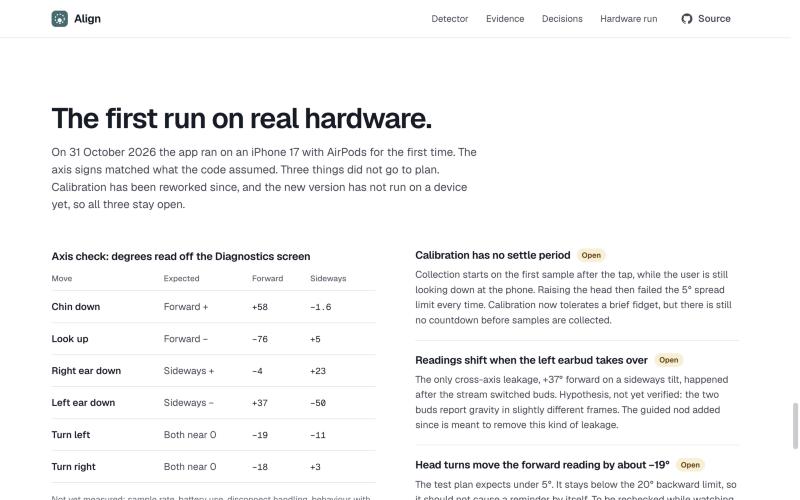 Align
Detector Evidence Decisions Hardware run Source
The first run on real hardware.
On 31 October 2026 the app ran on an iPhone 17 with AirPods for the first time. The
axis signs matched what the code assumed. Three things did not go to plan.
Calibration has been reworked since, and the new version has not run on a device
yet, so all three stay open.
Axis check: degrees read off the Diagnostics screen
Move Expected Forward Sideways
Chin down Forward + +58 −1.6
Look up Forward − −76 +5
Right ear down Sideways + −4 +23
Left ear down Sideways − +37 −50
Turn left Both near 0 −19 −11
Turn right Both near 0 −18 +3
Not yet measured: sample rate, battery use, disconnect handling, behaviour with
Calibration has no settle period Open
Collection starts on the first sample after the tap, while the user is still
looking down at the phone. Raising the head then failed the 5° spread
limit every time. Calibration now tolerates a brief fidget, but there is still
no countdown before samples are collected.
Readings shift when the left earbud takes over Open
The only cross-axis leakage, +37° forward on a sideways tilt, happened
after the stream switched buds. Hypothesis, not yet verified: the two
buds report gravity in slightly different frames. The guided nod added
since is meant to remove this kind of leakage.
Head turns move the forward reading by about −19° Open
The test plan expects under 5°. It stays below the 20° backward limit, so
it should not cause a reminder by itself. To be rechecked while watching